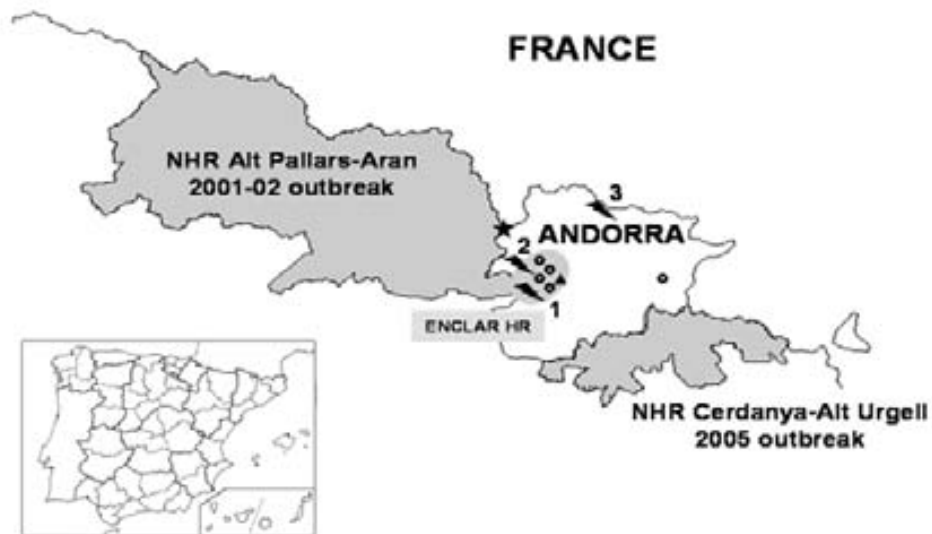 FRANCE
NHR Alt Pallars-Aran
2001-02 outbreak
3
ANDORRA
2
1
ENCLAR HR
NHR Cerdanya-Alt Urgell
2005 outbreak